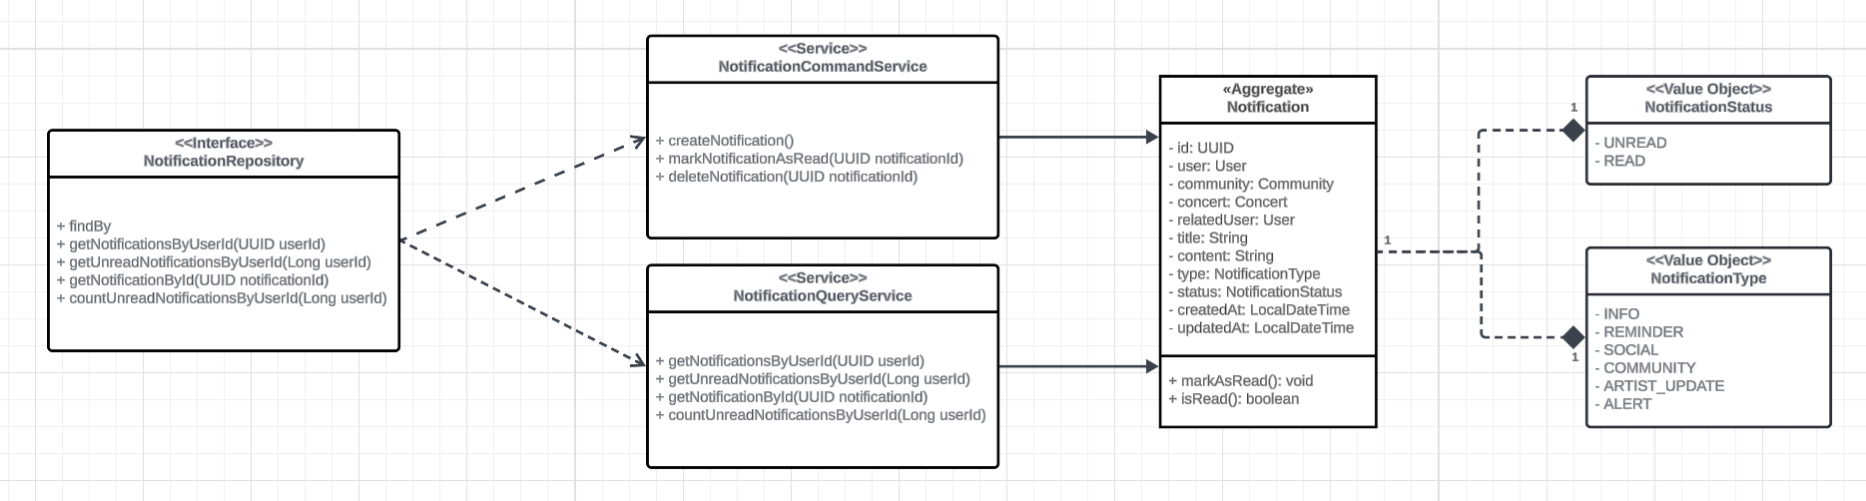 <<Interface>>
NotificationRepository
+ findBy
+ getNotificationsByUserId(UUID userId)
+ getUnreadNotificationsByUserId(Long userId)
+ getNotificationById(UUID notificationId)
+ countUnreadNotificationsByUserId(Long userId)
<<Service>>
NotificationCommandService
+ createNotification()
+ markNotificationAsRead(UUID notificationId)
+ deleteNotification(UUID notificationId)
<<Service>>
NotificationQueryService
+ getNotificationsByUserId(UUID userId)
+ getUnreadNotificationsByUserId(Long userId)
+ getNotificationById(UUID notificationId)
+ countUnreadNotificationsByUserId(Long userId)
«Aggregate»
Notification
- id: UUID
- user: User
- community: Community
- concert: Concert
- relatedUser: User
- title: String
- content: String
- type: NotificationType
- status: NotificationStatus
- createdAt: LocalDateTime
- updatedAt: LocalDateTime
+ markAsRead(): void
+ isRead(): boolean
1
1
<<Value Object>>
NotificationStatus
- UNREAD
- READ
1
<<Value Object>>
NotificationType
- INFO
- REMINDER
- SOCIAL
- COMMUNITY
- ARTIST_UPDATE
- ALERT